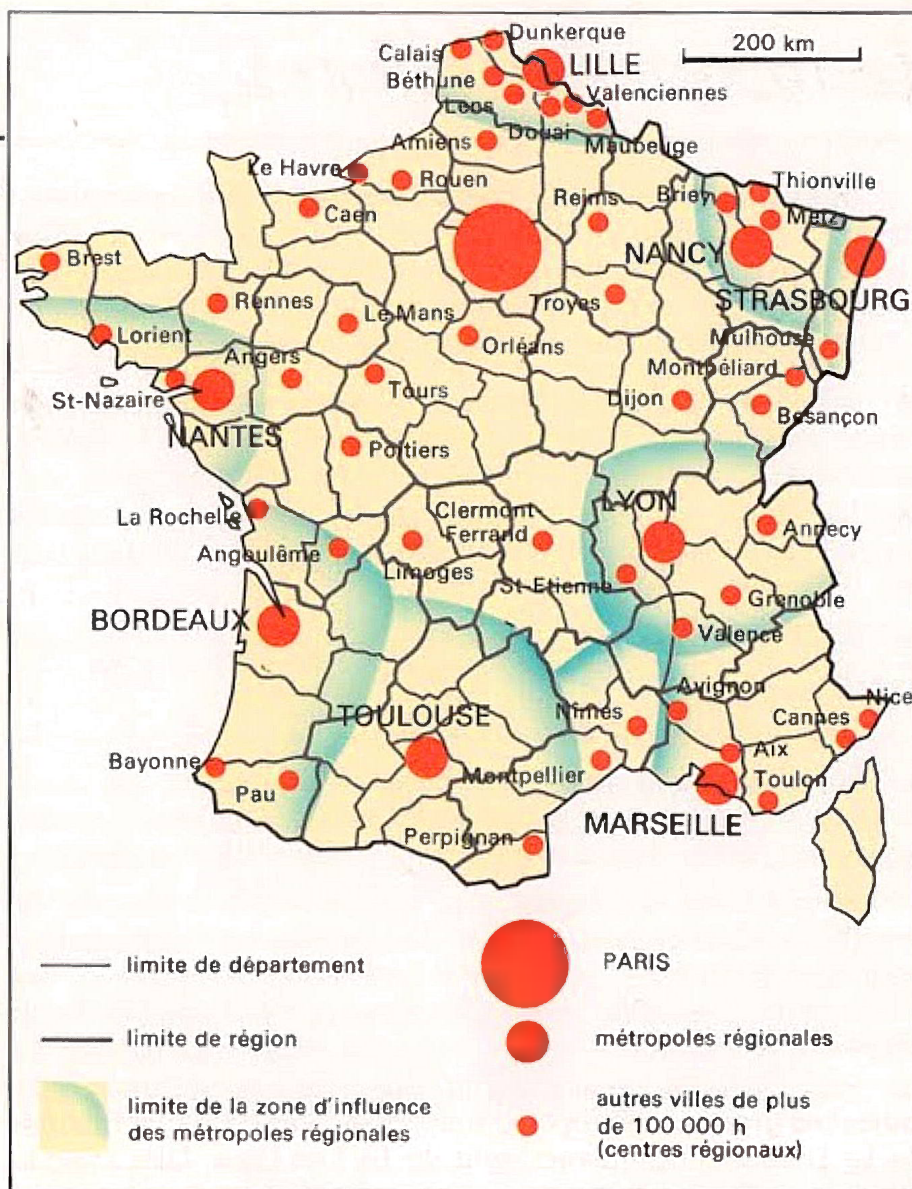 Dunkerque
Calais
200 km
LILLE
Béthune
Valenciennes
Lens
Douai
Maubeuge
Amiens
Le Havre
Rouen
Thionville
Reims
Briey
Metz
Caen
NANCY
Brest
STRASBOURG
Rennes
Troyes
Le Mans
Lorient
Orléans
Mulhouse
Angers
Montbéliard
Tours
Dijon
St-Nazaire
Besançon
NANTES
Poitiers
LYON
La Rochelle
Clermont
Ferrand
Annecy
Angoulême
Limoges
St-Etienne
Grenoble
BORDEAUX
Valence
Avignon
Nice
TOULOUSE
Nîmes
Cannes
Bayonne
Aix
Montpellier
Toulon
Pau
MARSEILLE
Perpignan
limite de département
PARIS
limite de région
métropoles régionales
limite de la zone d'influence
des métropoles régionales
autres villes de plus
de 100 000 h
(centres régionaux)